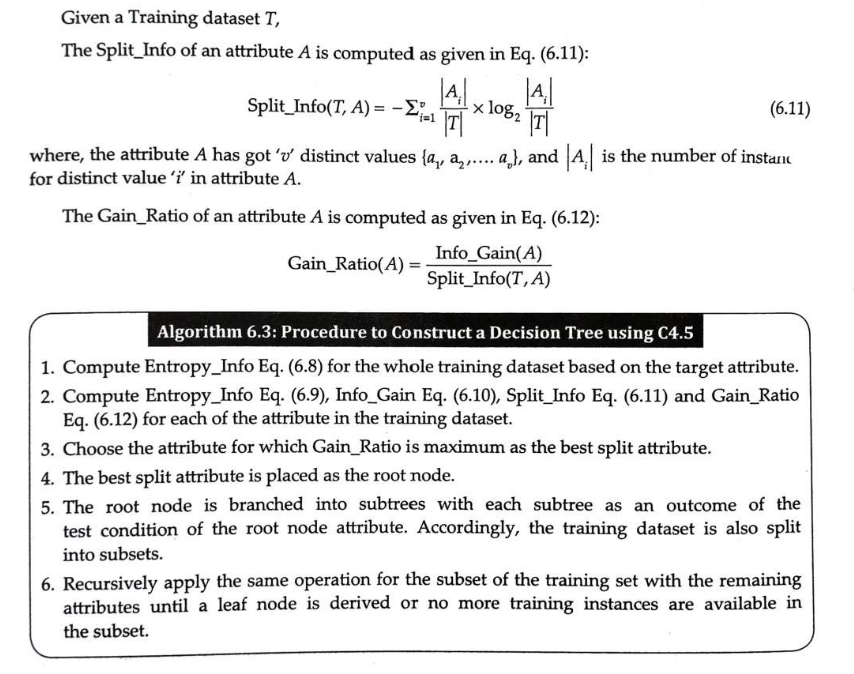 Given a Training dataset T,
The Split_Info of an attribute A is computed as given in Eq. (6.11):
Split_Info(T, A) = −Σᵛᵢ₌₁ |Aᵢ|/|T| × log₂ |Aᵢ|/|T| (6.11)
where, the attribute A has got 'v' distinct values {a₁, a₂,.... aᵥ}, and |Aᵢ| is the number of
for distinct value 'i' in attribute A.
The Gain_Ratio of an attribute A is computed as given in Eq. (6.12):
Gain_Ratio(A) = Info_Gain(A)/Split_Info(T, A)
Algorithm 6.3: Procedure to Construct a Decision Tree using C4.5
1. Compute Entropy_Info Eq. (6.8) for the whole training dataset based on the target attribute.
2. Compute Entropy_Info Eq. (6.9), Info_Gain Eq. (6.10), Split_Info Eq. (6.11) and Gain_Ratio
Eq. (6.12) for each of the attribute in the training dataset.
3. Choose the attribute for which Gain_Ratio is maximum as the best split attribute.
4. The best split attribute is placed as the root node.
5. The root node is branched into subtrees with each subtree as an outcome of the
test condition of the root node attribute. Accordingly, the training dataset is also split
into subsets.
6. Recursively apply the same operation for the subset of the training set with the remaining
attributes until a leaf node is derived or no more training instances are available in
the subset.